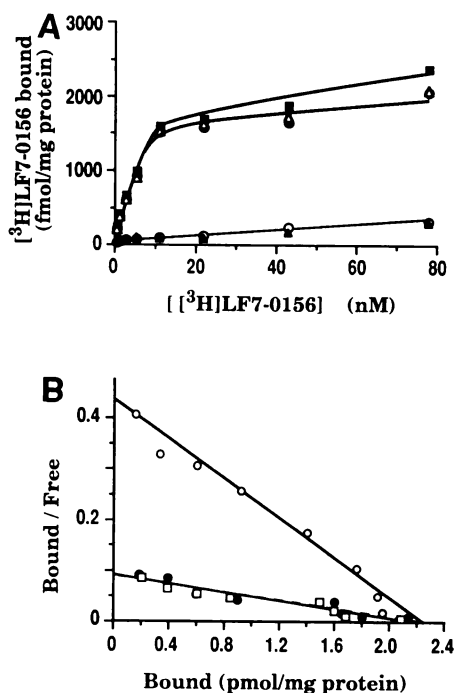 A
[³H]LF7-0156 bound
(fmol/mg protein)
3000
2000
1000
0
0 20 40 60 80
[ [³H]LF7-0156] (nM)
B
Bound / Free
0.4
0.2
0
0 0.4 0.8 1.2 1.6 2.0 2.4
Bound (pmol/mg protein)